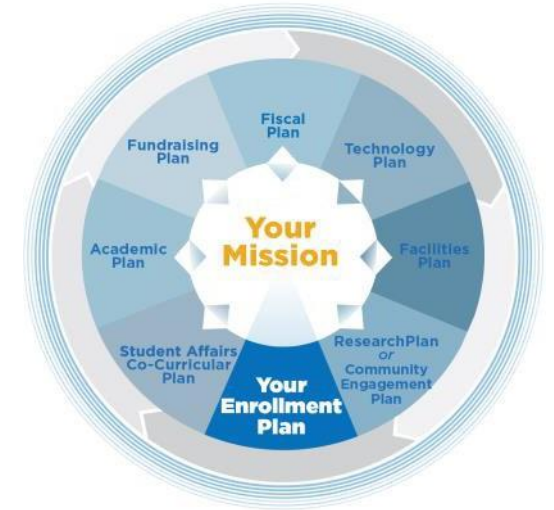 Fiscal
Plan
Technology
Plan
Facilities
Plan
ResearchPlan
or
Community
Engagement
Plan
Your
Enrollment
Plan
Student Affairs
Co-Curricular
Plan
Academic
Plan
Fundraising
Plan
Your
Mission